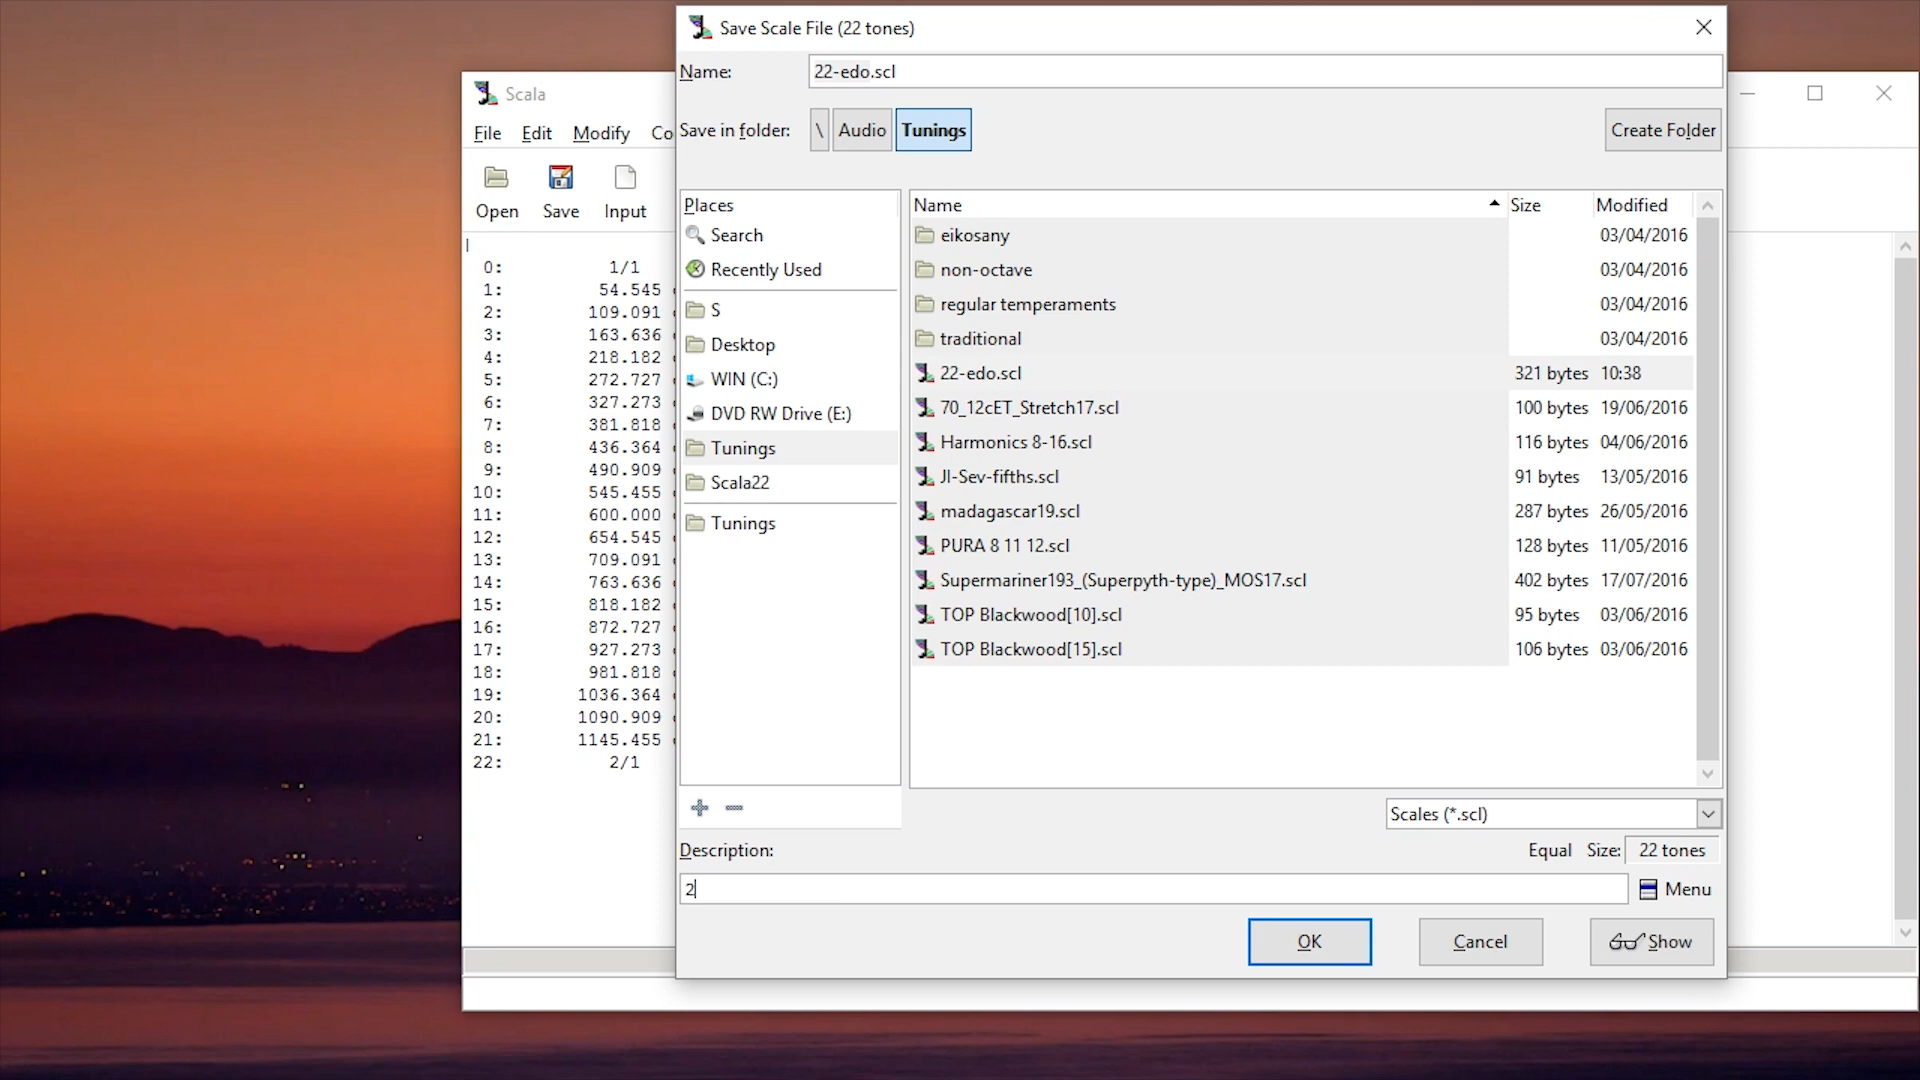 Save Scale File (22 tones)
Name: 22-edo.scl
Save in folder: \ Audio Tunings Create Folder
Scala
File Edit Modify Co
Open Save Input
0: 1/1
1: 54.545
2: 109.091
3: 163.636
4: 218.182
5: 272.727
6: 327.273
7: 381.818
8: 436.364
9: 490.909
10: 545.455
11: 600.000
12: 654.545
13: 709.091
14: 763.636
15: 818.182
16: 872.727
17: 927.273
18: 981.818
19: 1036.364
20: 1090.909
21: 1145.455
22: 2/1
Places
Search
Recently Used
S
Desktop
WIN (C:)
DVD RW Drive (E:)
Tunings
Scala22
Tunings
Name Size Modified
eikosany 03/04/2016
non-octave 03/04/2016
regular temperaments 03/04/2016
traditional 03/04/2016
22-edo.scl 321 bytes 10:38
70_12cET_Stretch17.scl 100 bytes 19/06/2016
Harmonics 8-16.scl 116 bytes 04/06/2016
JI-Sev-fifths.scl 91 bytes 13/05/2016
madagascar19.scl 287 bytes 26/05/2016
PURA 8 11 12.scl 128 bytes 11/05/2016
Supermariner193_(Superpyth-type)_MOS17.scl 402 bytes 17/07/2016
TOP Blackwood[10].scl 95 bytes 03/06/2016
TOP Blackwood[15].scl 106 bytes 03/06/2016
Scales (*.scl)
Description: Equal Size: 22 tones
2 Menu
OK Cancel Show